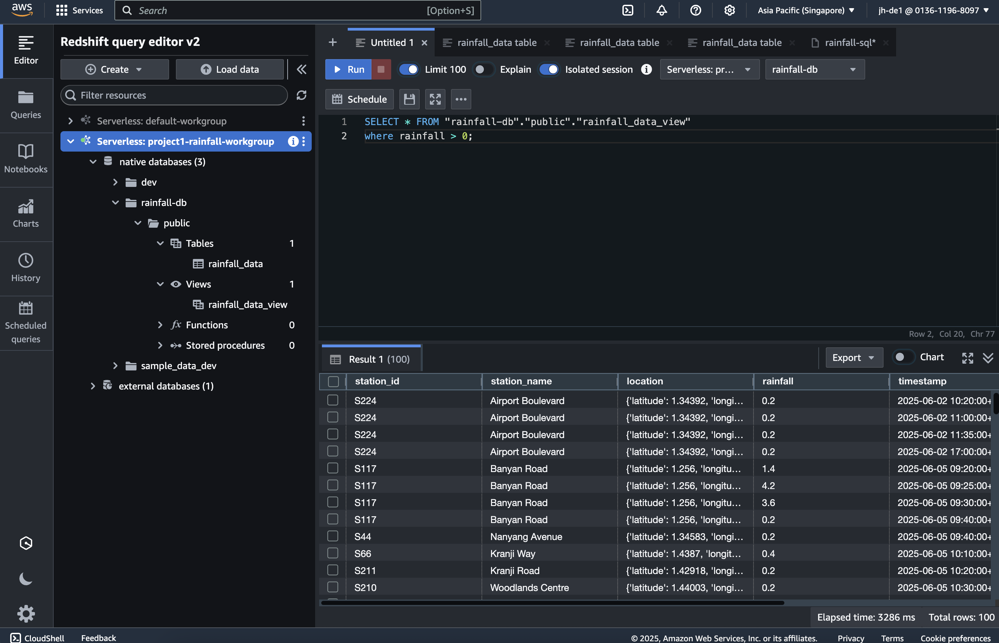 aws
Services
Search
[Option+S]
Asia Pacific (Singapore)
jh-de1 @ 0136-1196-8097
Editor
Queries
Notebooks
Charts
History
Scheduled
queries
Redshift query editor v2
Create
Load data
Filter resources
Serverless: default-workgroup
Serverless: project1-rainfall-workgroup
native databases (3)
dev
rainfall-db
public
Tables 1
rainfall_data
Views 1
rainfall_data_view
fx Functions 0
Stored procedures 0
sample_data_dev
external databases (1)
Untitled 1
rainfall_data table
rainfall_data table
rainfall_data table
rainfall-sql*
Run Limit 100 Explain Isolated session Serverless: pr... rainfall-db
Schedule
1 SELECT * FROM "rainfall-db"."public"."rainfall_data_view"
2 where rainfall > 0;
Row 2, Col 20, Chr 77
Result 1 (100)
Export Chart
station_id station_name location rainfall timestamp
S224 Airport Boulevard {'latitude': 1.34392, 'longi... 0.2 2025-06-02 10:20:00+
S224 Airport Boulevard {'latitude': 1.34392, 'longi... 0.2 2025-06-02 11:00:00+
S224 Airport Boulevard {'latitude': 1.34392, 'longi... 0.2 2025-06-02 11:35:00+
S224 Airport Boulevard {'latitude': 1.34392, 'longi... 0.2 2025-06-02 17:00:00+
S117 Banyan Road {'latitude': 1.256, 'longitu... 1.4 2025-06-05 09:20:00+
S117 Banyan Road {'latitude': 1.256, 'longitu... 4.2 2025-06-05 09:25:00+
S117 Banyan Road {'latitude': 1.256, 'longitu... 3.6 2025-06-05 09:30:00+
S117 Banyan Road {'latitude': 1.256, 'longitu... 0.2 2025-06-05 09:40:00+
S44 Nanyang Avenue {'latitude': 1.34583, 'longi... 0.2 2025-06-05 09:40:00+
S66 Kranji Way {'latitude': 1.4387, 'longit... 0.4 2025-06-05 10:10:00+
S211 Kranji Road {'latitude': 1.42918, 'longi... 0.2 2025-06-05 10:20:00+
S210 Woodlands Centre {'latitude': 1.44003, 'longi... 0.2 2025-06-05 10:30:00+
Elapsed time: 3286 ms Total rows: 100
CloudShell Feedback © 2025, Amazon Web Services, Inc. or its affiliates. Privacy Terms Cookie preferences